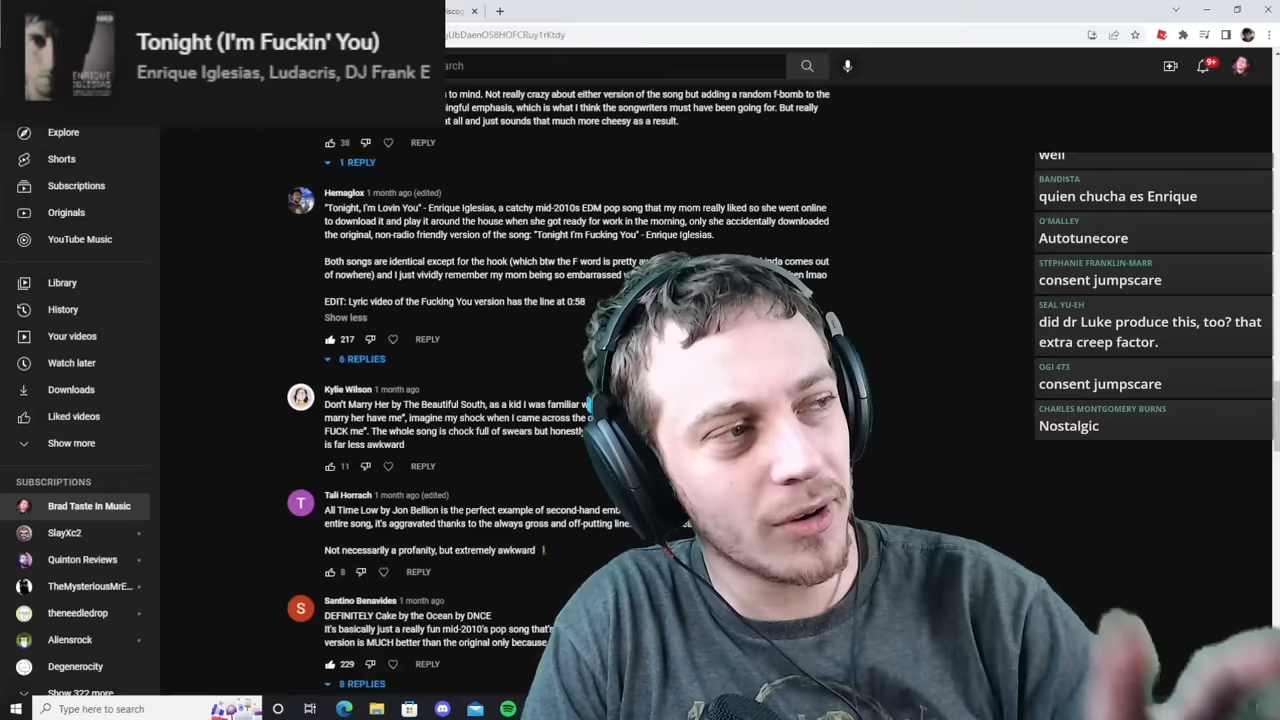 Tonight (I'm Fuckin' You)
Enrique Iglesias, Ludacris, DJ Frank E
ENRIQUE
IGLESIAS
gUbDaenOS8HOFCRuy1rKtdy
arch
9+
Explore
Shorts
Subscriptions
Originals
YouTube Music
Library
History
Your videos
Watch later
Downloads
Liked videos
Show more
SUBSCRIPTIONS
Brad Taste In Music
SlayXc2
Quinton Reviews
TheMysteriousMrE...
theneedledrop
Aliensrock
Degenerocity
Show 322 more
s to mind. Not really crazy about either version of the song but adding a random f-bomb to the
ningful emphasis, which is what I think the songwriters must have been going for. But really
at all and just sounds that much more cheesy as a result.
38 REPLY
1 REPLY
Hemaglox 1 month ago (edited)
"Tonight, I'm Lovin You" - Enrique Iglesias, a catchy mid-2010s EDM pop song that my mom really liked so she went online
to download it and play it around the house when she got ready for work in the morning, only she accidentally downloaded
the original, non-radio friendly version of the song: "Tonight I'm Fucking You" - Enrique Iglesias.
Both songs are identical except for the hook (which btw the F word is pretty kinda comes out
of nowhere) and I just vividly remember my mom being so embarrassed lmao
EDIT: Lyric video of the Fucking You version has the line at 0:58
Show less
217 REPLY
6 REPLIES
Kylie Wilson 1 month ago
Don't Marry Her by The Beautiful South, as a kid I was familiar
marry her have me", imagine my shock when I came across the
FUCK me". The whole song is chock full of swears but honestly
is far less awkward
11 REPLY
T
Tali Horrach 1 month ago (edited)
All Time Low by Jon Bellion is the perfect example of second-hand emb
entire song, it's aggravated thanks to the always gross and off-putting line
Not necessarily a profanity, but extremely awkward
8 REPLY
S
Santino Benavides 1 month ago
DEFINITELY Cake by the Ocean by DNCE
It's basically just a really fun mid-2010's pop song that's
version is MUCH better than the original only because
229 REPLY
8 REPLIES
well
BANDI$TA
quien chucha es Enrique
O'MALLEY
Autotunecore
STEPHANIE FRANKLIN-MARR
consent jumpscare
SEAL YU-EH
did dr Luke produce this, too? that
extra creep factor.
OGI 473
consent jumpscare
CHARLES MONTGOMERY BURNS
Nostalgic
Type here to search